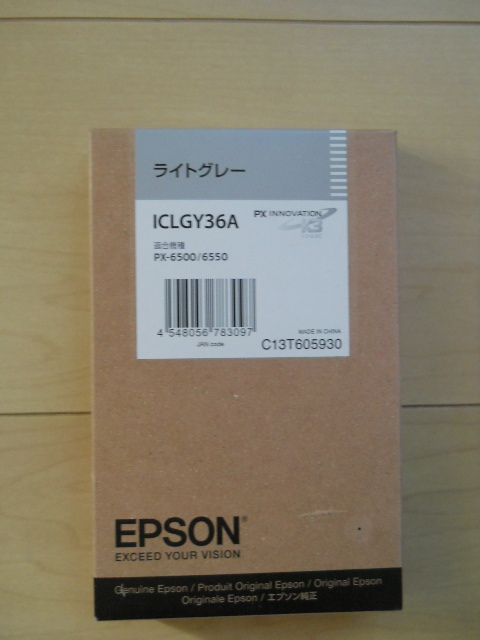 ライトグレー
ICLGY36A
PX INNOVATION
K3
適合機種
PX-6500/6550
4 548056 783097
JAN code
MADE IN CHINA
C13T605930
EPSON®
EXCEED YOUR VISION
Genuine Epson / Produit Original Epson / Original Epson
Originale Epson / エプソン純正